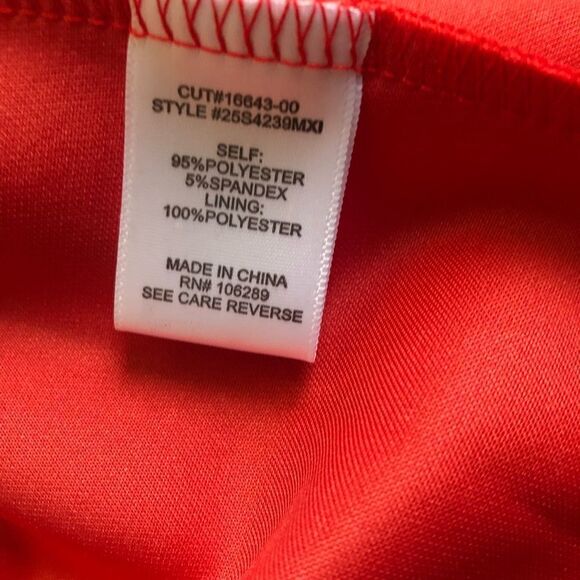 CUT#16643-00
STYLE #25S4239MXI
SELF:
95%POLYESTER
5%SPANDEX
LINING:
100%POLYESTER
MADE IN CHINA
RN# 106289
SEE CARE REVERSE